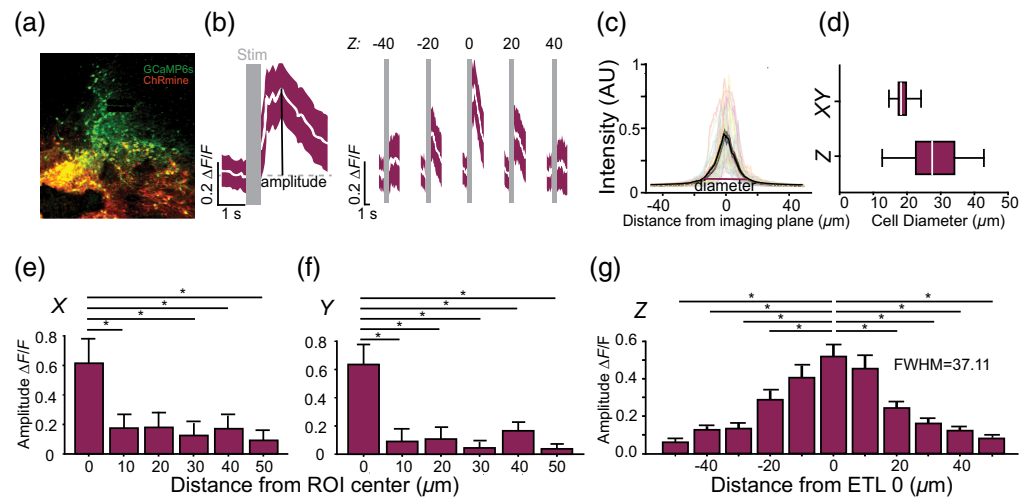 (a)
(b)
(c)
(d)
GCaMP6s
ChRmine
Stim
amplitude
0.2 ΔF/F
1 s
Z: -40 -20 0 20 40
0.2 ΔF/F
1 s
Intensity (AU)
1
0.5
0
diameter
-40 0 40
Distance from imaging plane (µm)
XY
Z
0 10 20 30 40 50
Cell Diameter (µm)
(e)
(f)
(g)
X
* * * *
Amplitude ΔF/F
0.8
0.6
0.4
0.2
0
0 10 20 30 40 50
Y
* * * * *
0.8
0.6
0.4
0.2
0
0 10 20 30 40 50
Distance from ROI center (µm)
Z
* * * * * * * *
FWHM=37.11
Amplitude ΔF/F
0.8
0.6
0.4
0.2
0.0
-40 -20 0 20 40
Distance from ETL 0 (µm)